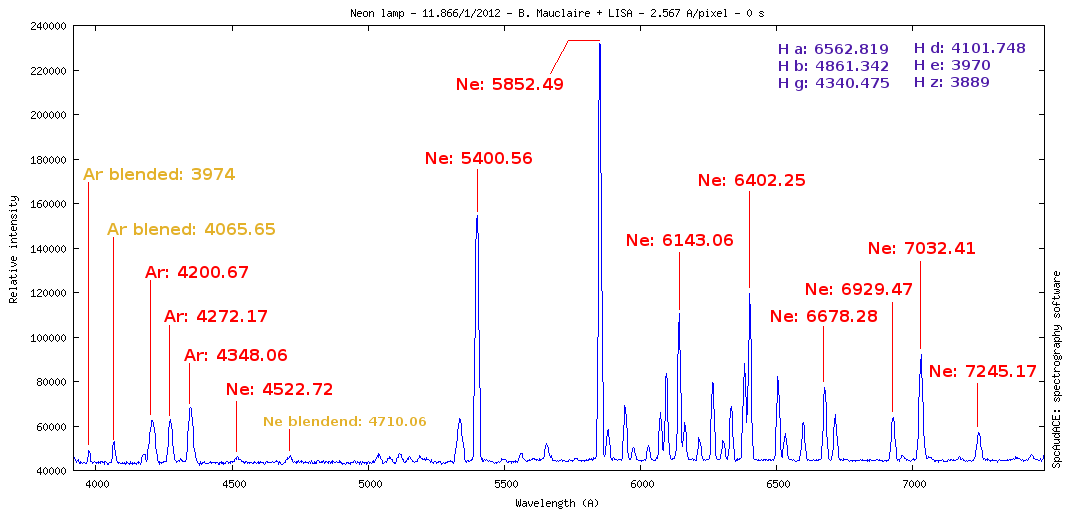 Neon lamp - 11.866/1/2012 - B. Mauclaire + LISA - 2.567 A/pixel - 0 s
240000
220000
200000
180000
160000
140000
120000
100000
80000
60000
40000
Relative intensity
H a: 6562.819 H d: 4101.748
H b: 4861.342 H e: 3970
H g: 4340.475 H z: 3889
Ne: 5852.49
Ne: 5400.56
Ar blended: 3974
Ne: 6402.25
Ar blened: 4065.65
Ne: 6143.06
Ne: 7032.41
Ar: 4200.67
Ne: 6929.47
Ar: 4272.17
Ne: 6678.28
Ar: 4348.06
Ne: 7245.17
Ne: 4522.72
Ne blendend: 4710.06
4000 4500 5000 5500 6000 6500 7000
Wavelength (A)
SpcAudACE: spectrography software